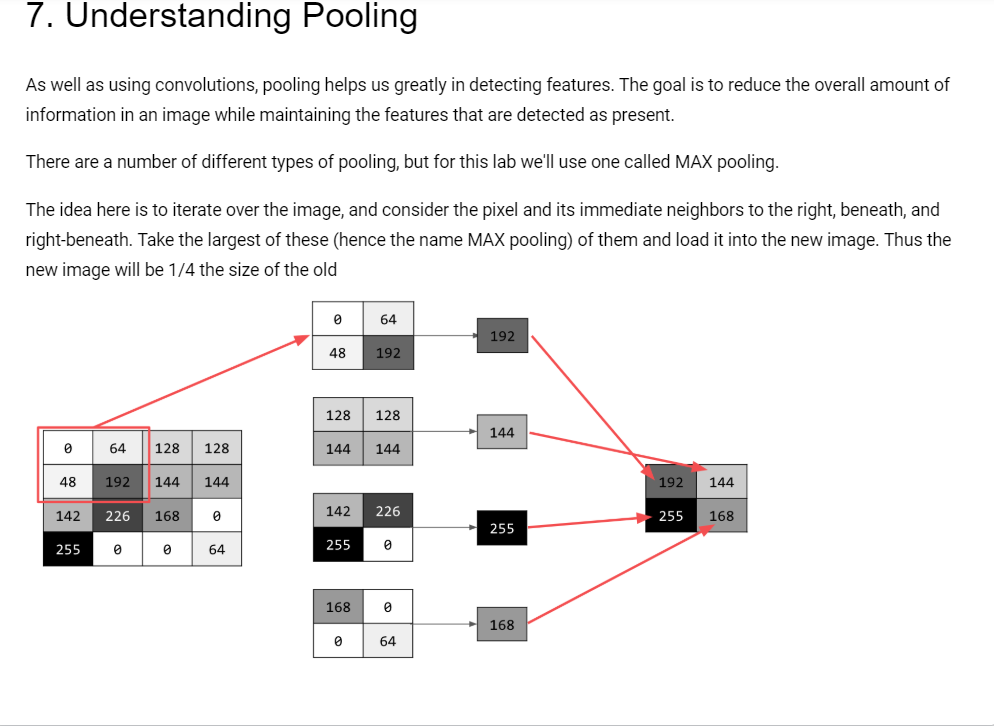 7. Understanding Pooling
As well as using convolutions, pooling helps us greatly in detecting features. The goal is to reduce the overall amount of
information in an image while maintaining the features that are detected as present.
There are a number of different types of pooling, but for this lab we'll use one called MAX pooling.
The idea here is to iterate over the image, and consider the pixel and its immediate neighbors to the right, beneath, and
right-beneath. Take the largest of these (hence the name MAX pooling) of them and load it into the new image. Thus the
new image will be 1/4 the size of the old
0 64 128 128
48 192 144 144
142 226 168 0
255 0 0 64
0 64
48 192
192
128 128
144 144
144
142 226
255 0
255
168 0
0 64
168
192 144
255 168